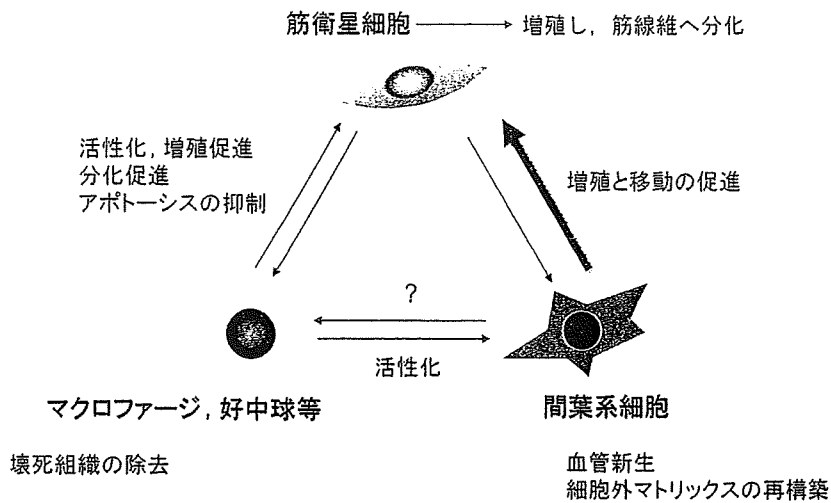 筋衛星細胞
増殖し，筋線維へ分化
活性化，増殖促進
分化促進
アポトーシスの抑制
増殖と移動の促進
?
活性化
マクロファージ，好中球等
間葉系細胞
壊死組織の除去
血管新生
細胞外マトリックスの再構築